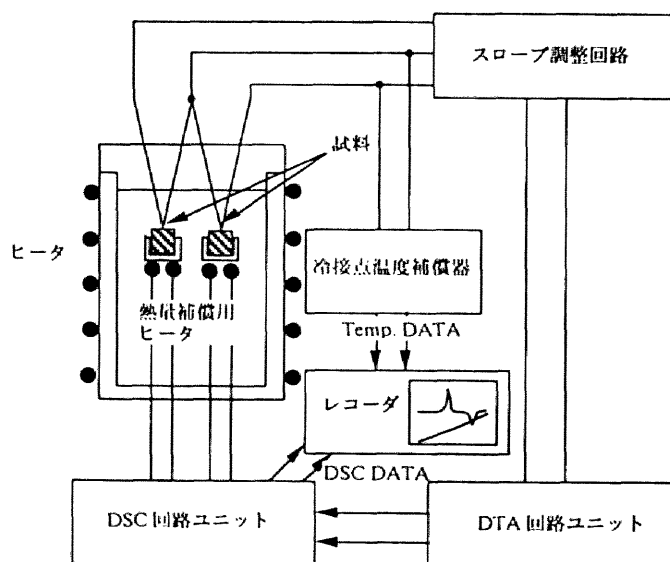 スロープ調整回路
試料
ヒータ
冷接点温度補償器
熱量補償用
ヒータ
Temp. DATA
レコーダ
DSC DATA
DSC 回路ユニット
DTA 回路ユニット